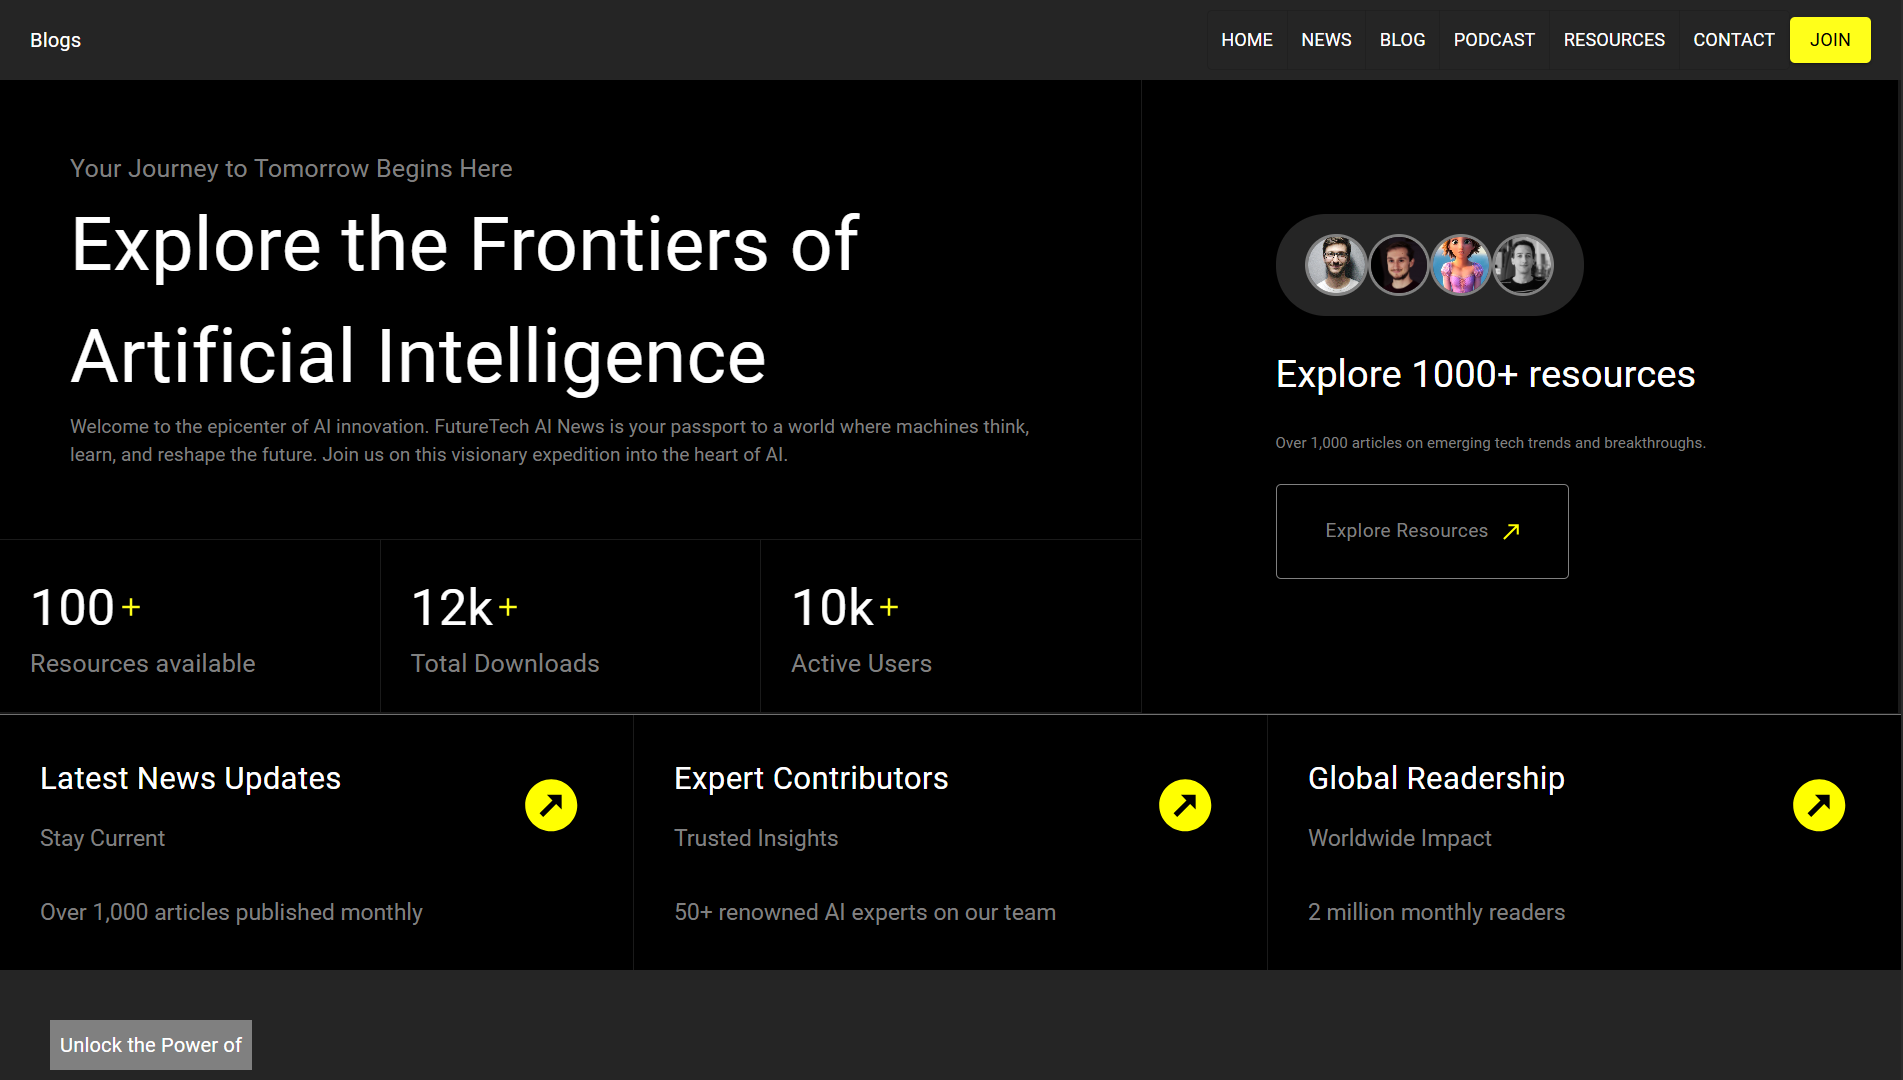 Blogs
HOME
NEWS
BLOG
PODCAST
RESOURCES
CONTACT
JOIN
Your Journey to Tomorrow Begins Here
Explore the Frontiers of
Artificial Intelligence
Welcome to the epicenter of AI innovation. FutureTech AI News is your passport to a world where machines think,
learn, and reshape the future. Join us on this visionary expedition into the heart of AI.
100+
Resources available
12k+
Total Downloads
10k+
Active Users
Explore 1000+ resources
Over 1,000 articles on emerging tech trends and breakthroughs.
Explore Resources
Latest News Updates
Stay Current
Over 1,000 articles published monthly
Expert Contributors
Trusted Insights
50+ renowned AI experts on our team
Global Readership
Worldwide Impact
2 million monthly readers
Unlock the Power of